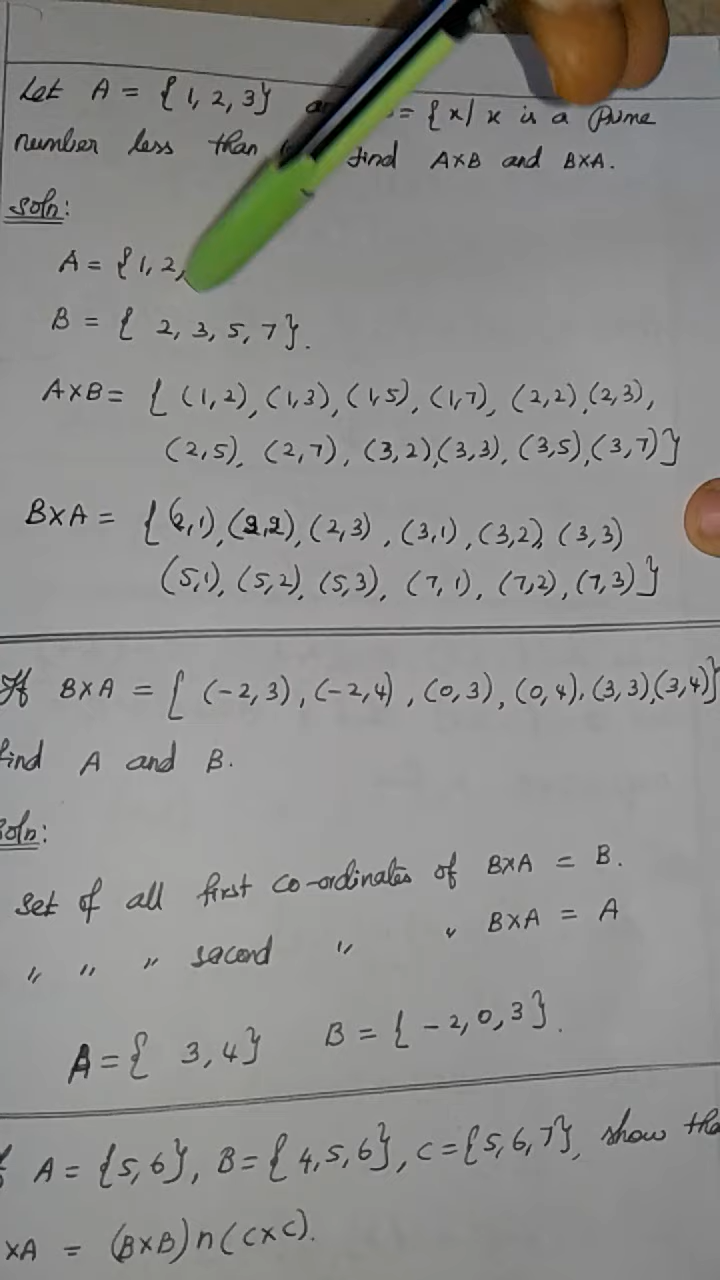 Let A = {1, 2, 3} = {x/x is a Prime
number less than find A×B and B×A.
Soln:
A = {1, 2,
B = { 2, 3, 5, 7}.
A×B = { (1,2), (1,3), (1,5), (1,7), (2,2), (2,3),
(2,5), (2,7), (3,2), (3,3), (3,5), (3,7)}
B×A = { (2,1), (2,2), (2,3), (3,1), (3,2), (3,3)
(5,1), (5,2), (5,3), (7,1), (7,2), (7,3)}
If B×A = { (-2,3), (-2,4), (0,3), (0,4), (3,3), (3,4)}
find A and B.
Soln:
Set of all first co-ordinates of B×A = B.
〃 〃 〃 second 〃 〃 B×A = A
A = { 3, 4} B = { -2, 0, 3}.
A = {5, 6}, B = {4, 5, 6}, C = {5, 6, 7}, show tha
×A = (B×B) ∩ (C×C).